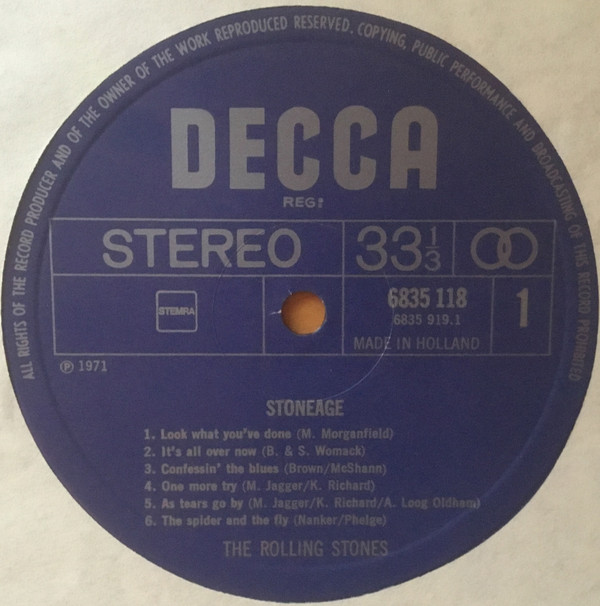 ALL RIGHTS OF THE RECORD PRODUCER AND OF THE OWNER OF THE WORK REPRODUCED RESERVED. COPYING, PUBLIC PERFORMANCE AND BROADCASTING OF THIS RECORD PROHIBITED
DECCA
REGD
STEREO 33⅓
STEMRA 6835 118 1
6835 919.1
MADE IN HOLLAND
℗ 1971
STONEAGE
1. Look what you've done (M. Morganfield)
2. It's all over now (B. & S. Womack)
3. Confessin' the blues (Brown/McShann)
4. One more try (M. Jagger/K. Richard)
5. As tears go by (M. Jagger/K. Richard/A. Loog Oldham)
6. The spider and the fly (Nanker/Phelge)
THE ROLLING STONES